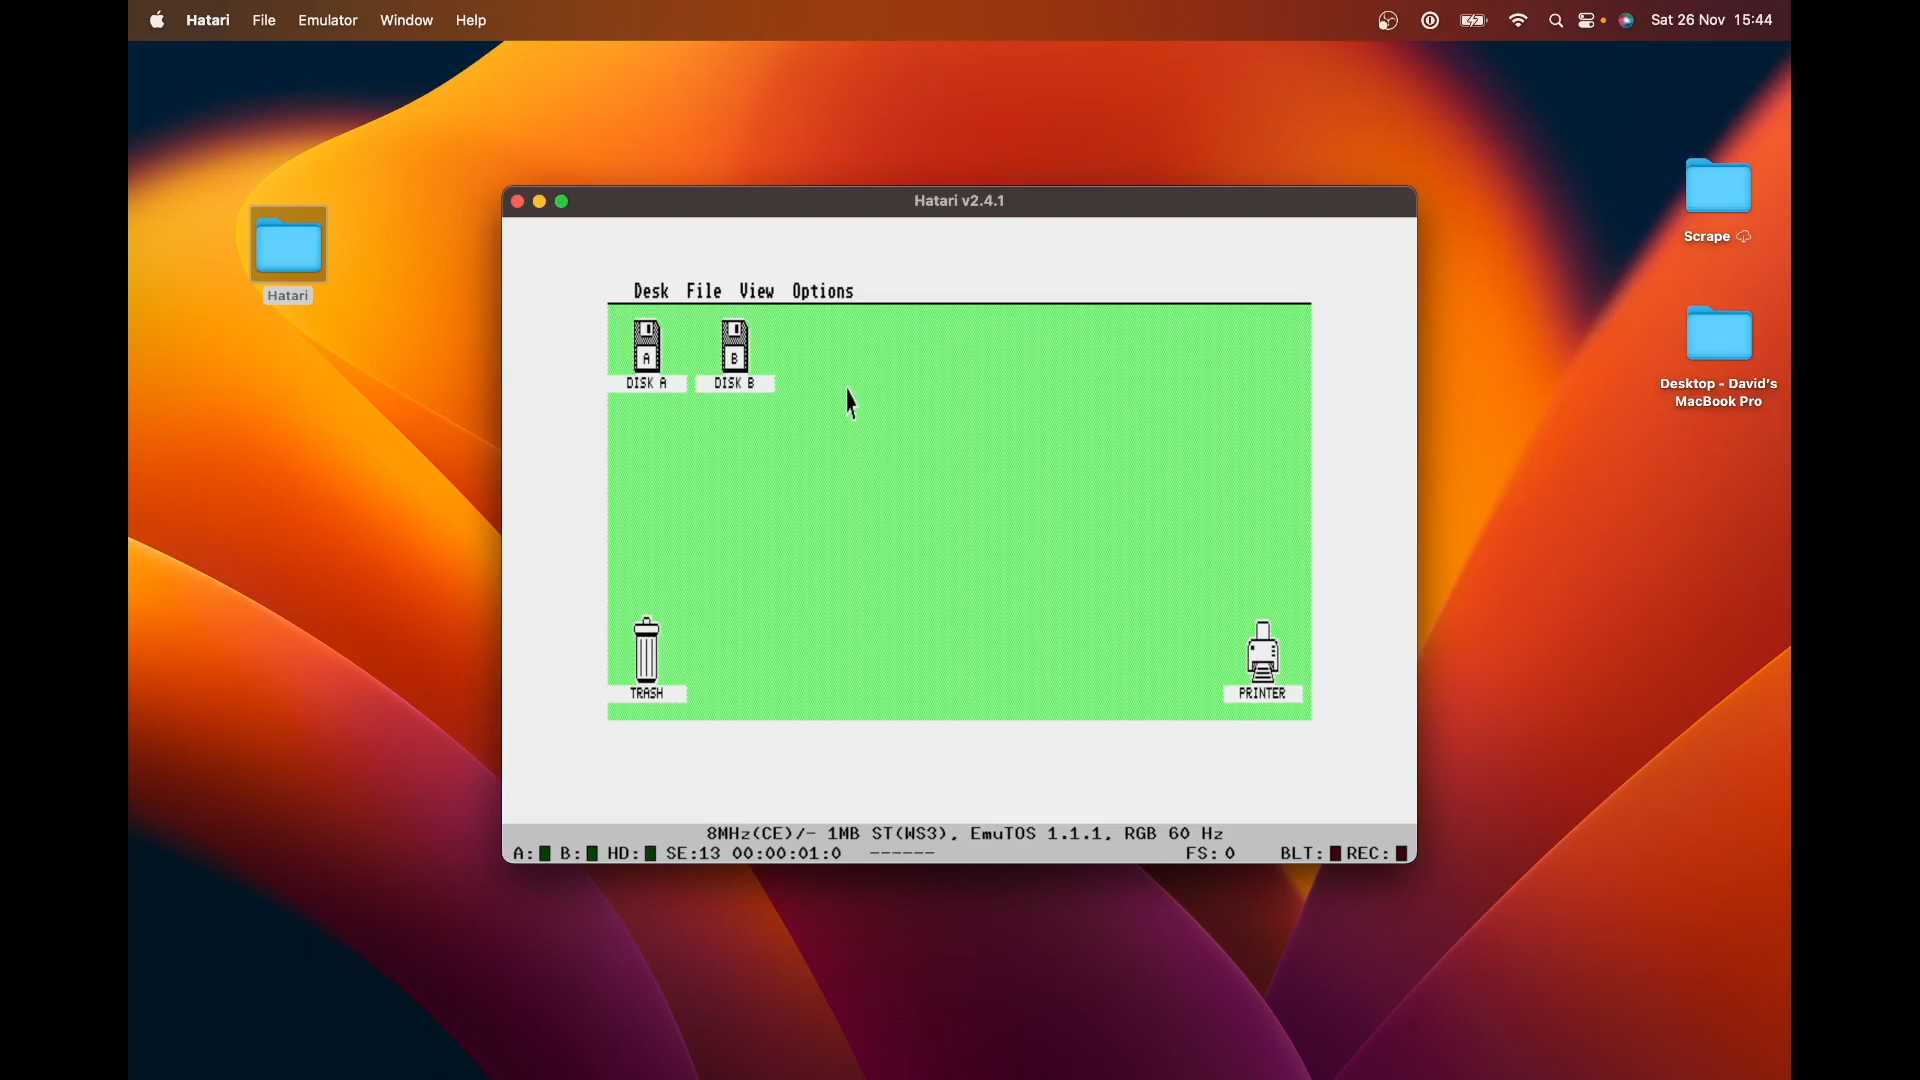 Hatari File Emulator Window Help
Sat 26 Nov 15:44
Hatari v2.4.1
Desk File View Options
A
B
DISK A
DISK B
TRASH
PRINTER
8MHz(CE)/- 1MB ST(WS3), EmuTOS 1.1.1, RGB 60 Hz
A: B: HD: SE:13 00:00:01:0 ------ FS: 0 BLT: REC:
Hatari
Scrape
Desktop - David's
MacBook Pro